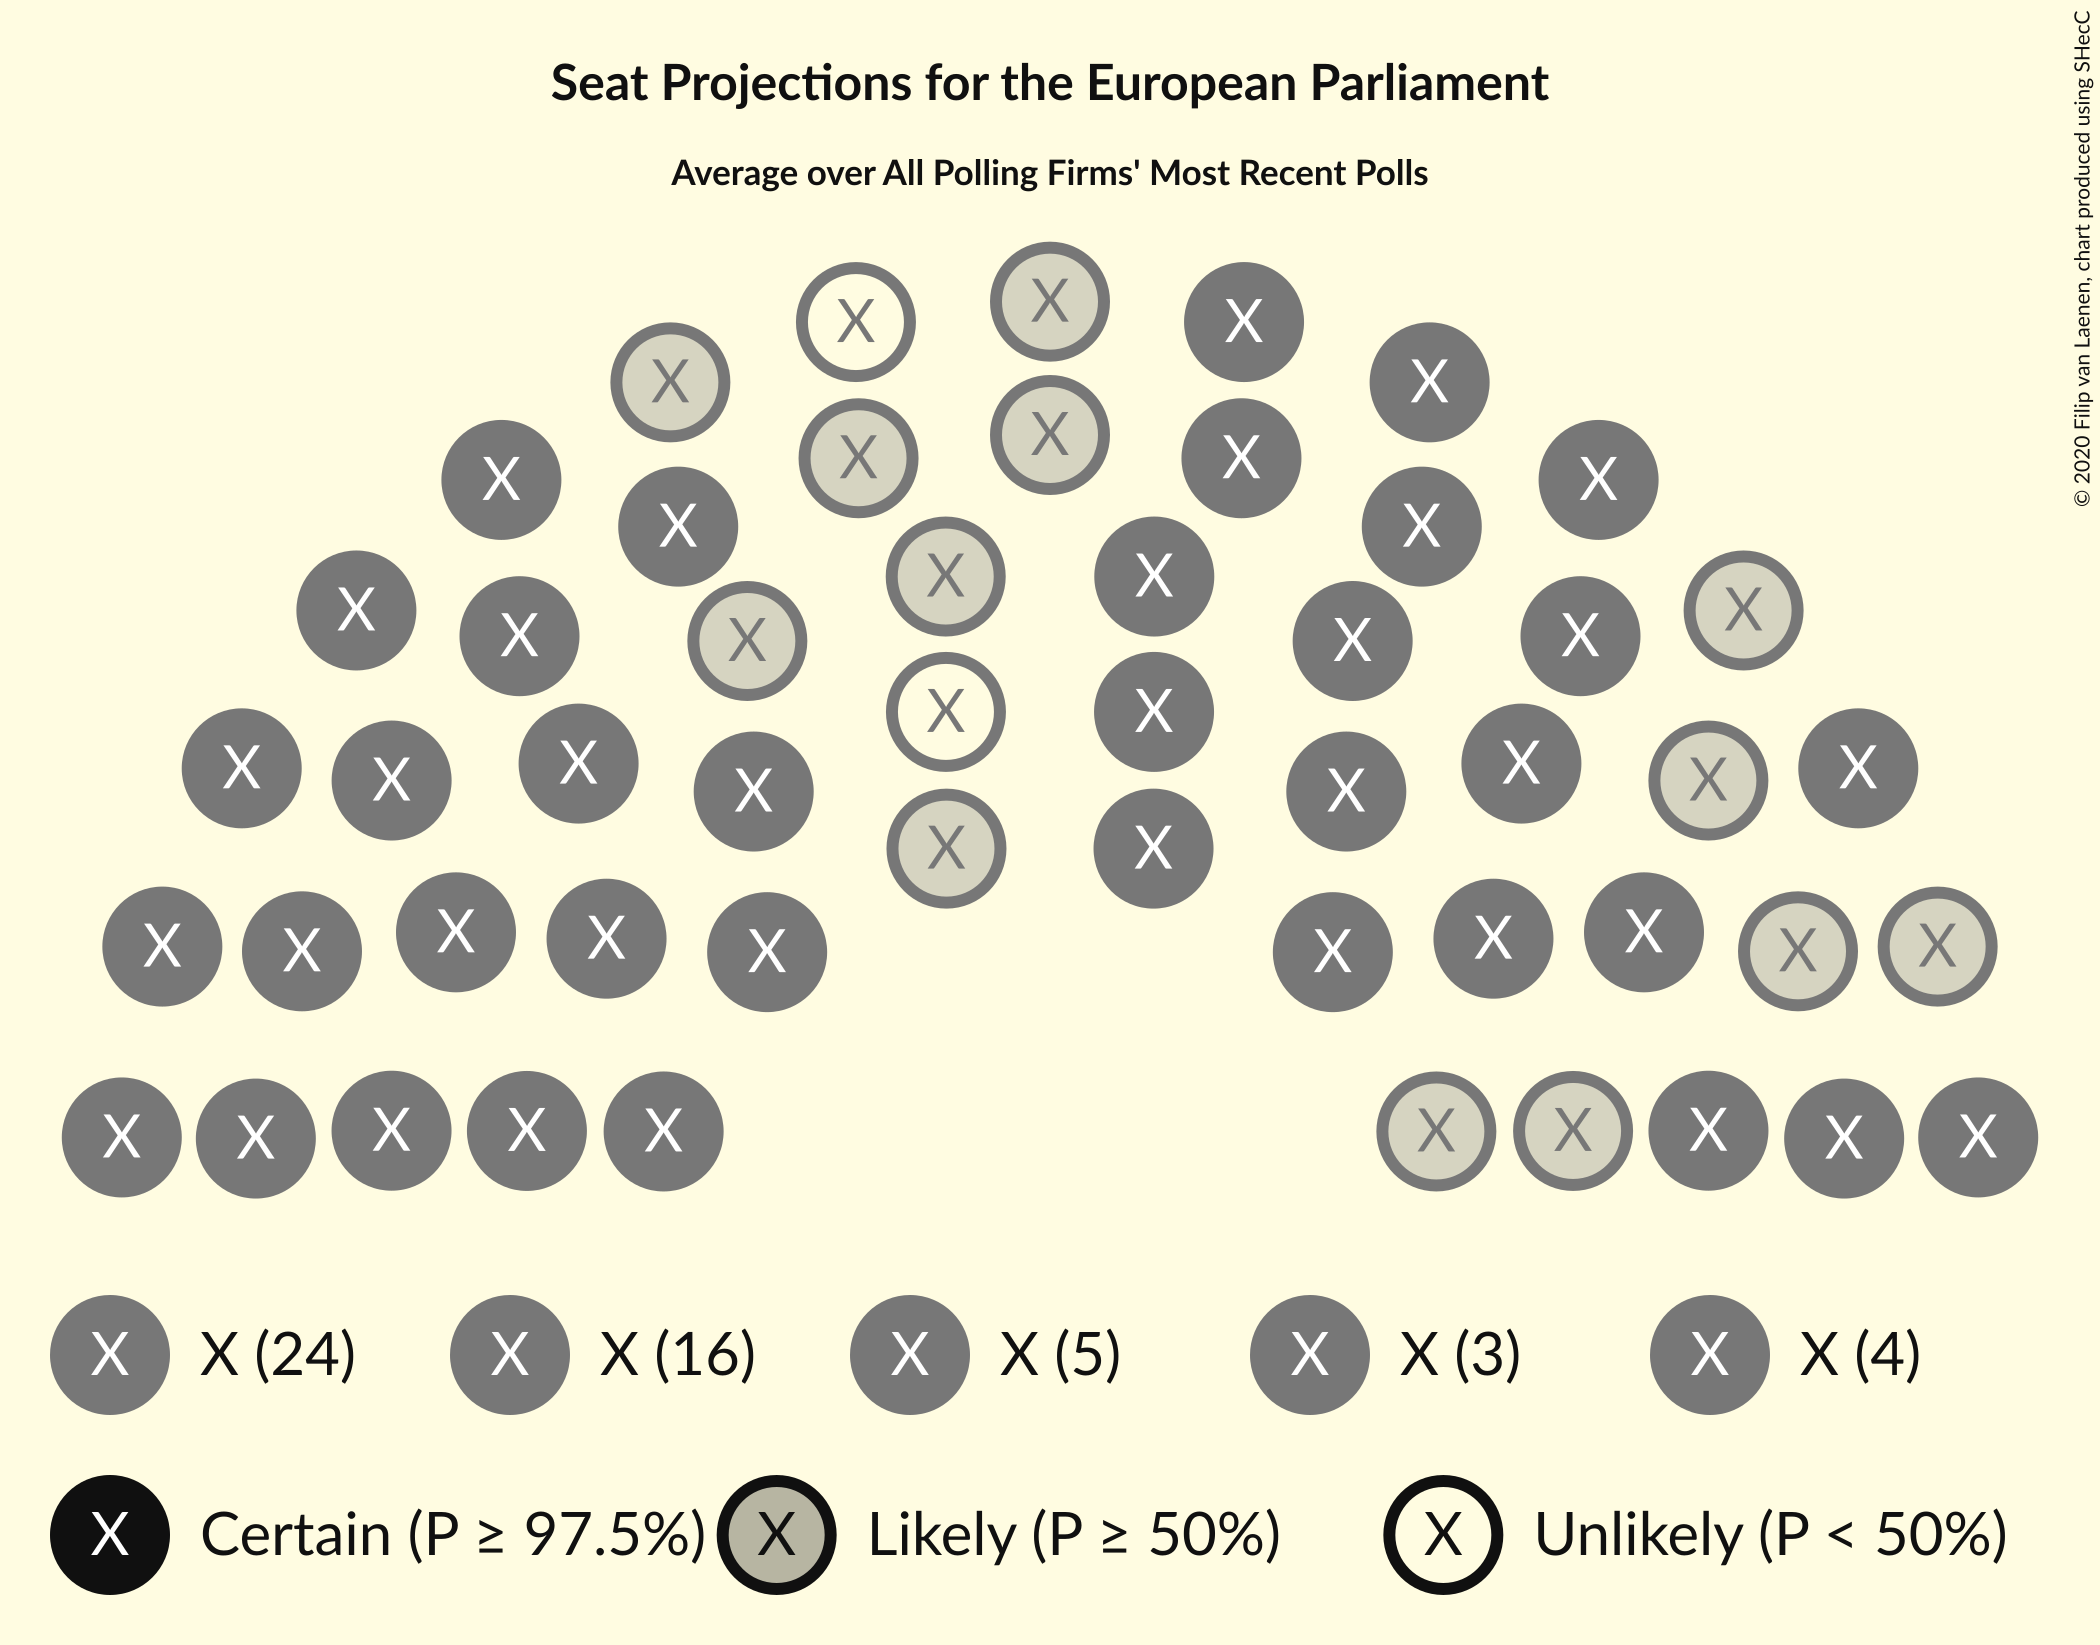 Seat Projections for the European Parliament
Average over All Polling Firms' Most Recent Polls
© 2020 Filip van Laenen, chart produced using SHecC
X X X X X
X X X X X
X X X X
X X X X X X
X X
X X X X X X X X
X X
X X X X X X X X X X
X X X X X X X X X X
X X (24) X X (16) X X (5) X X (3) X X (4)
X Certain (P ≥ 97.5%) X Likely (P ≥ 50%) X Unlikely (P < 50%)